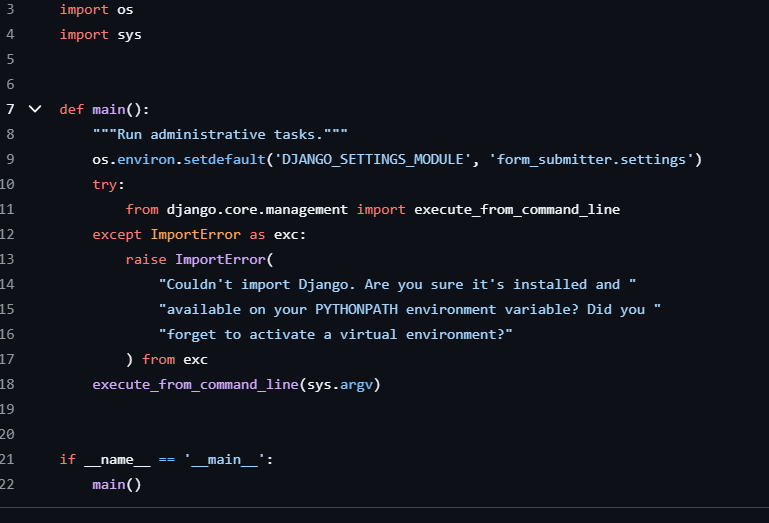 3 import os
4 import sys
5
6
7 def main():
8 """Run administrative tasks."""
9 os.environ.setdefault('DJANGO_SETTINGS_MODULE', 'form_submitter.settings')
10 try:
11 from django.core.management import execute_from_command_line
12 except ImportError as exc:
13 raise ImportError(
14 "Couldn't import Django. Are you sure it's installed and "
15 "available on your PYTHONPATH environment variable? Did you "
16 "forget to activate a virtual environment?"
17 ) from exc
18 execute_from_command_line(sys.argv)
19
20
21 if __name__ == '__main__':
22 main()